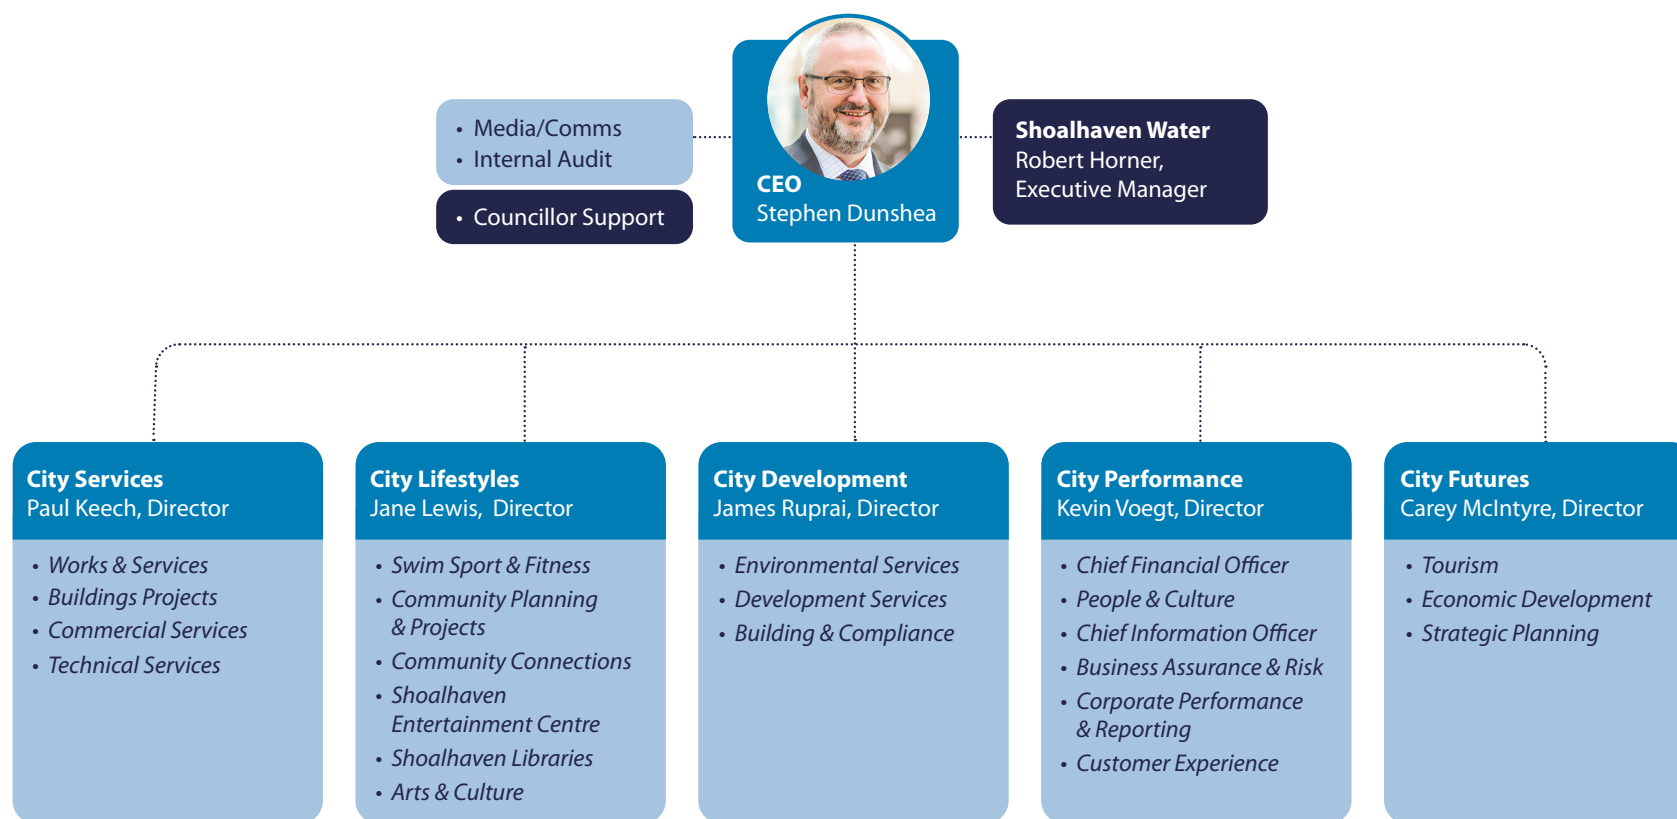 • Media/Comms
• Internal Audit
• Councillor Support
CEO
Stephen Dunshea
Shoalhaven Water
Robert Horner,
Executive Manager
City Services
Paul Keech, Director
• Works & Services
• Buildings Projects
• Commercial Services
• Technical Services
City Lifestyles
Jane Lewis,  Director
• Swim Sport & Fitness
• Community Planning
& Projects
• Community Connections
• Shoalhaven
Entertainment Centre
• Shoalhaven Libraries
• Arts & Culture
City Development
James Ruprai, Director
• Environmental Services
• Development Services
• Building & Compliance
City Performance
Kevin Voegt, Director
• Chief Financial Officer
• People & Culture
• Chief Information Officer
• Business Assurance & Risk
• Corporate Performance
& Reporting
• Customer Experience
City Futures
Carey McIntyre, Director
• Tourism
• Economic Development
• Strategic Planning